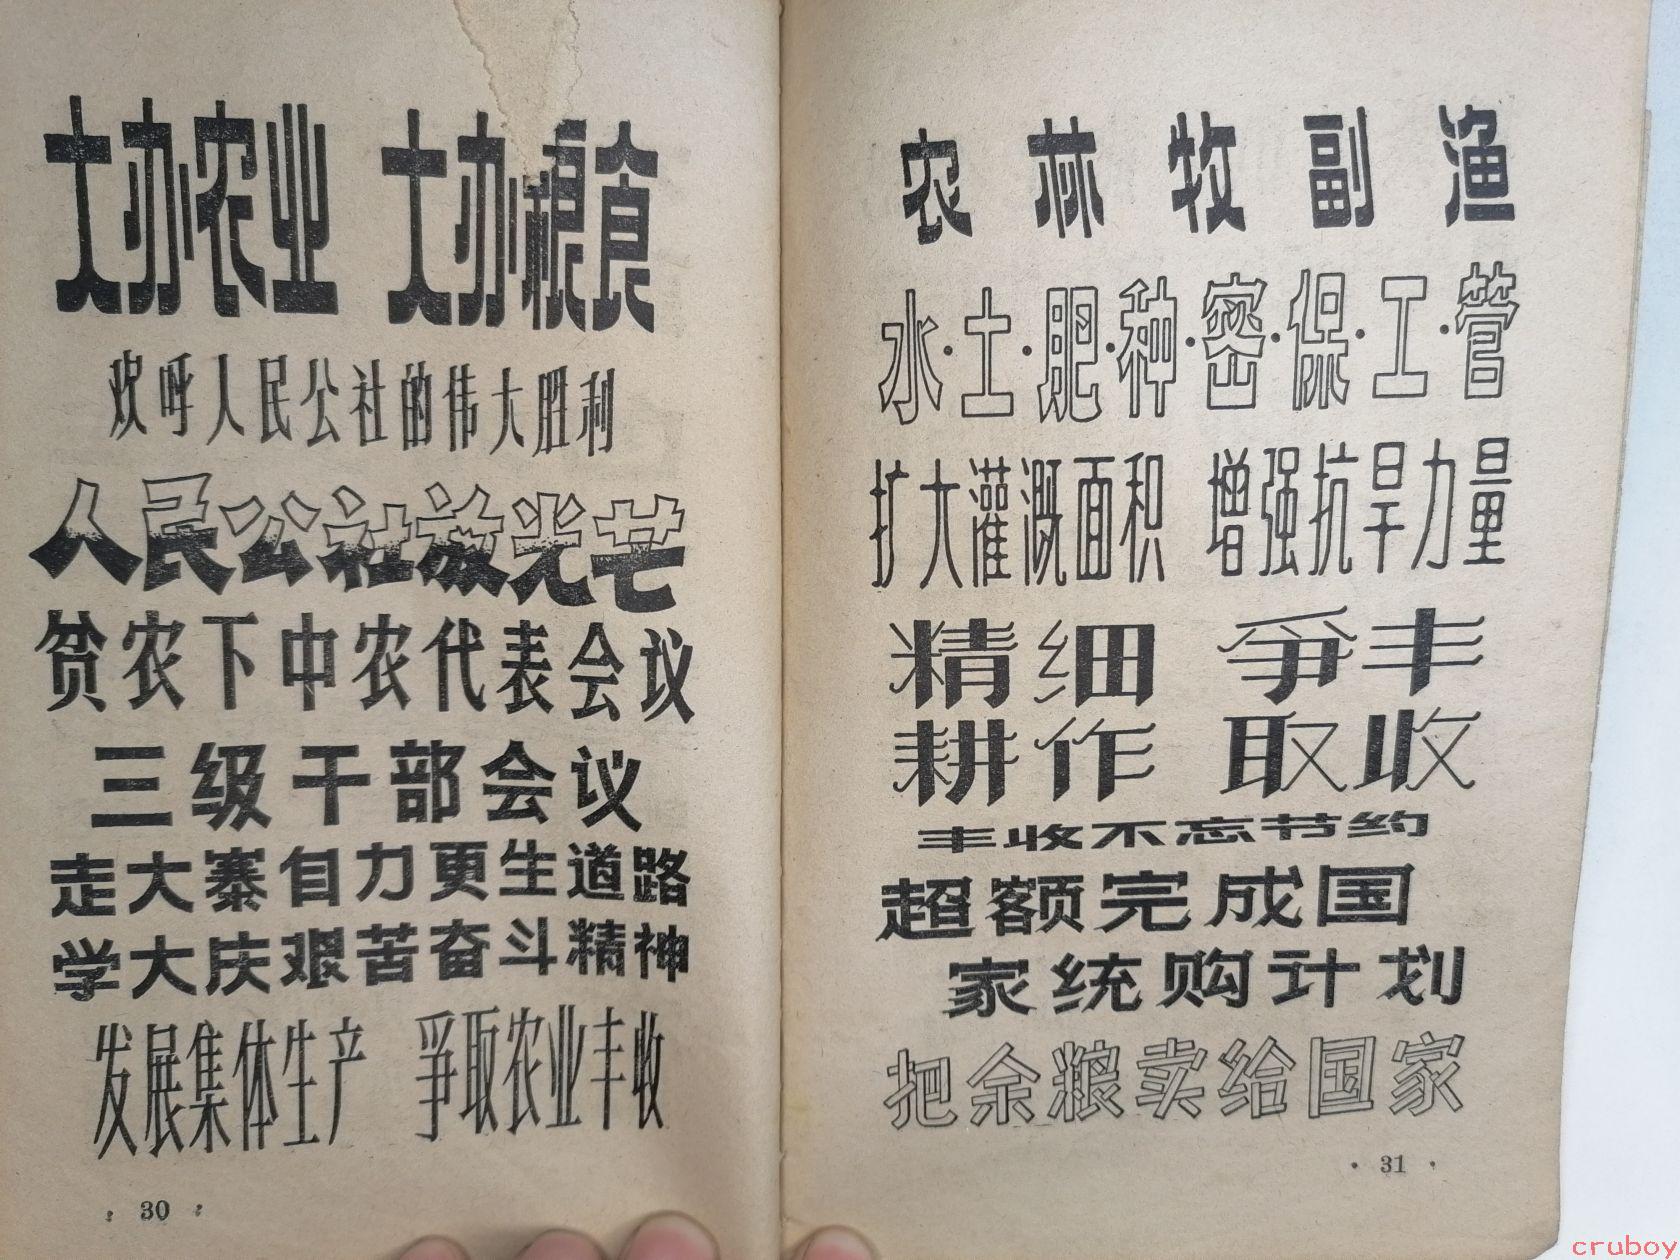 大办农业 大办粮食
欢呼人民公社的伟大胜利
人民公社放光芒
贫农下中农代表会议
三级干部会议
走大寨自力更生道路
学大庆艰苦奋斗精神
发展集体生产 爭取农业丰收
· 30 ·
农林牧副渔
水·土·肥·种·密·保·工·管
扩大灌溉面积 增强抗旱力量
精细 爭丰
耕作 取收
丰收不忘节约
超额完成国
家统购计划
把余粮卖给国家
· 31 ·
cruboy